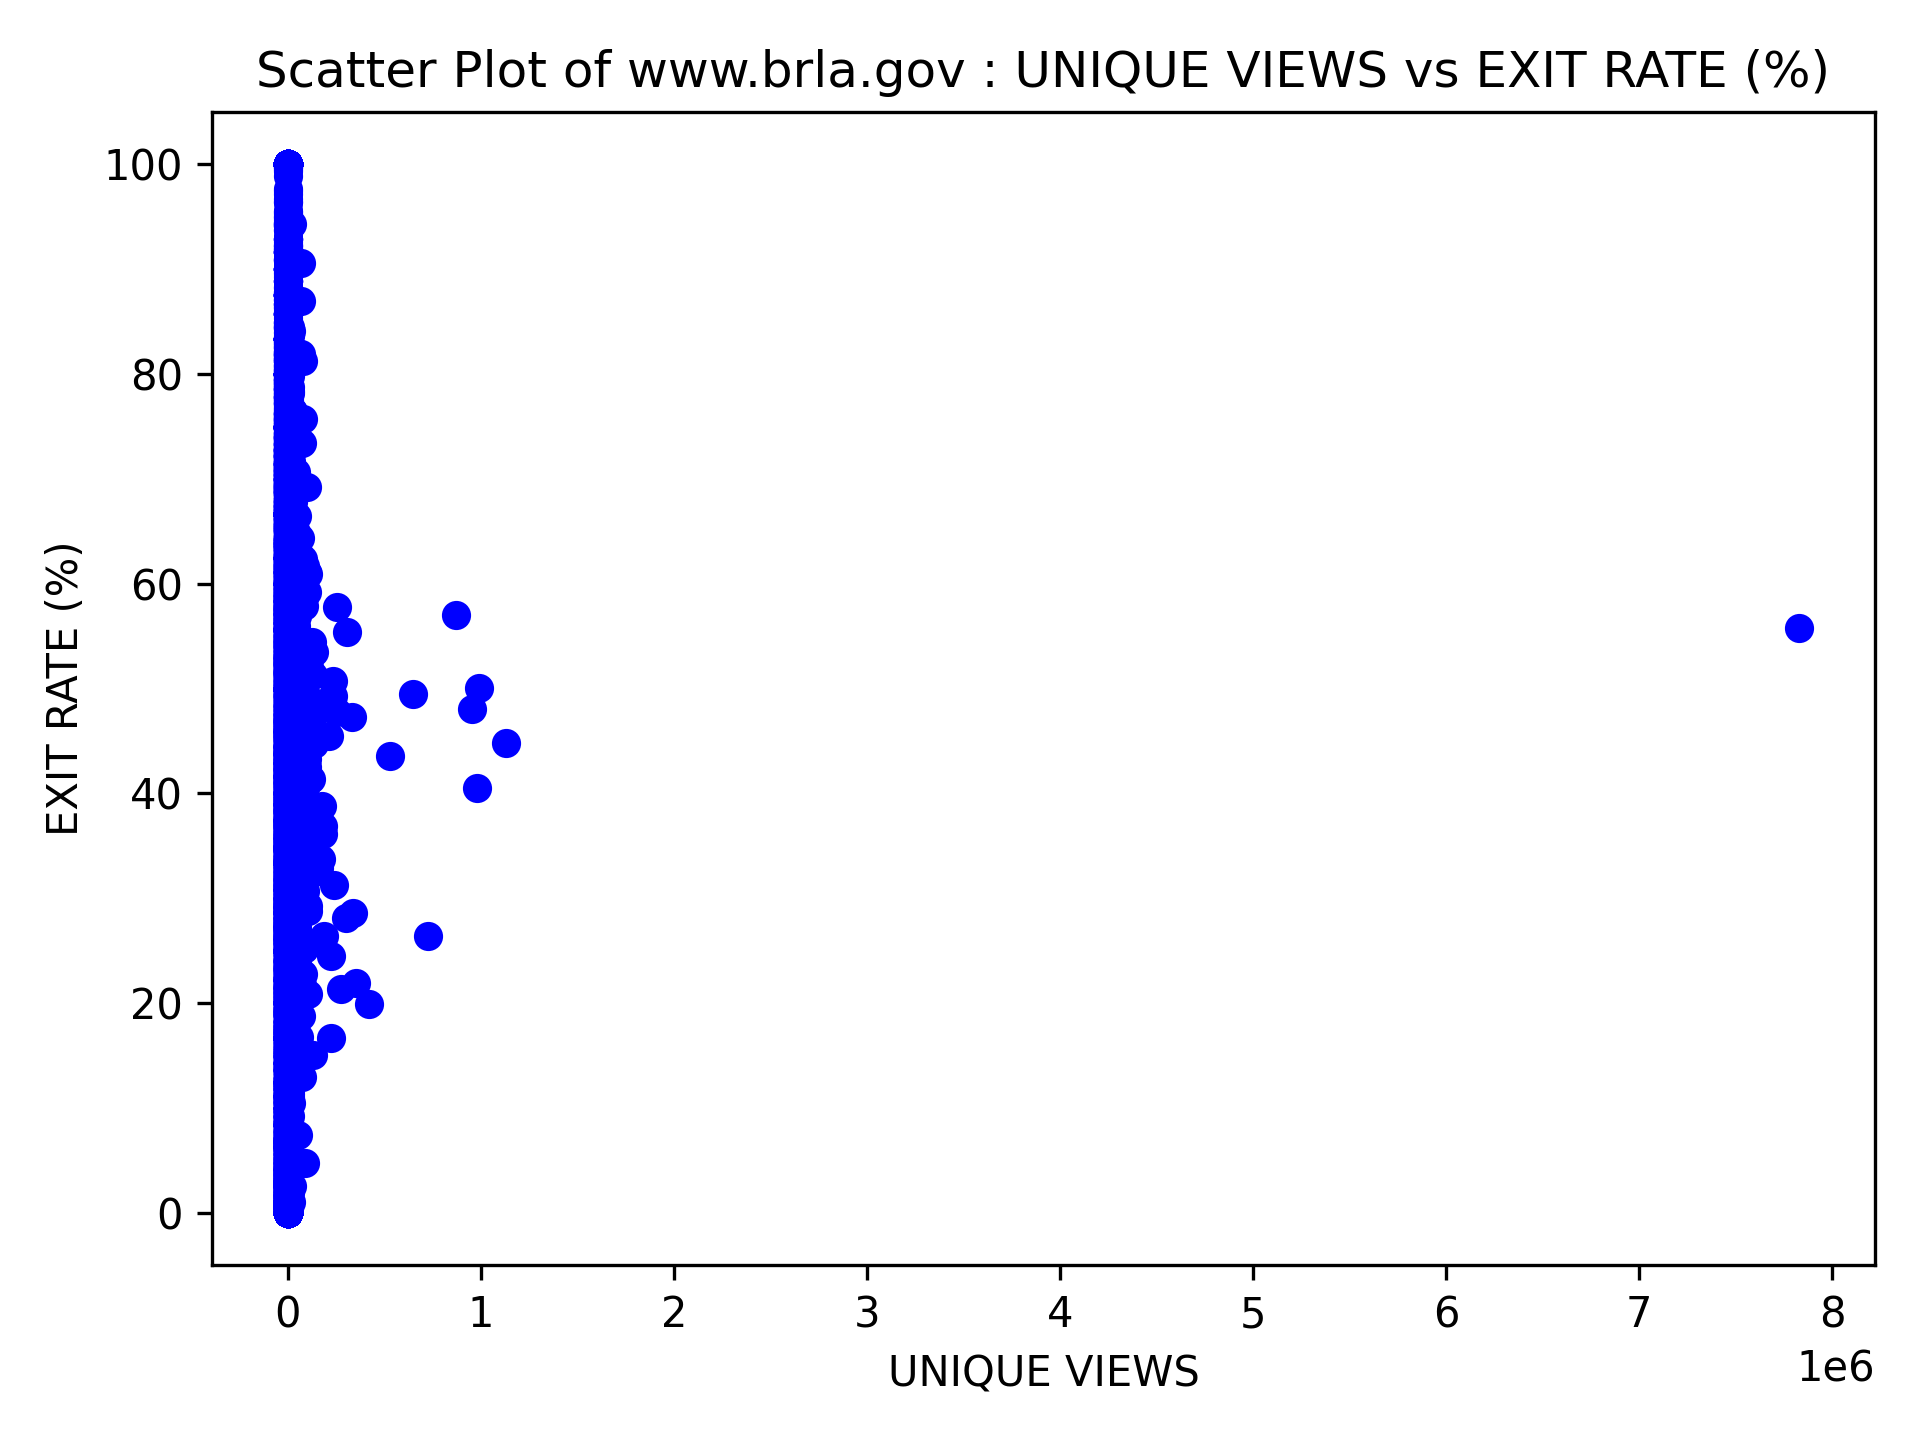 Scatter Plot of www.brla.gov : UNIQUE VIEWS vs EXIT RATE (%)
100
80
60
40
20
0
EXIT RATE (%)
0 1 2 3 4 5 6 7 8
1e6
UNIQUE VIEWS